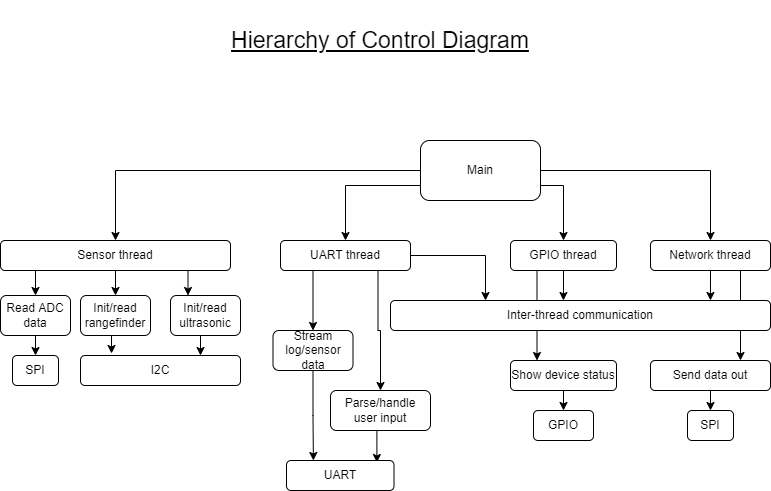 Hierarchy of Control Diagram
Main
Sensor thread
UART thread
GPIO thread
Network thread
Read ADC
data
Init/read
rangefinder
Init/read
ultrasonic
Inter-thread communication
Stream
log/sensor
data
SPI
I2C
Show device status
Send data out
Parse/handle
user input
GPIO
SPI
UART